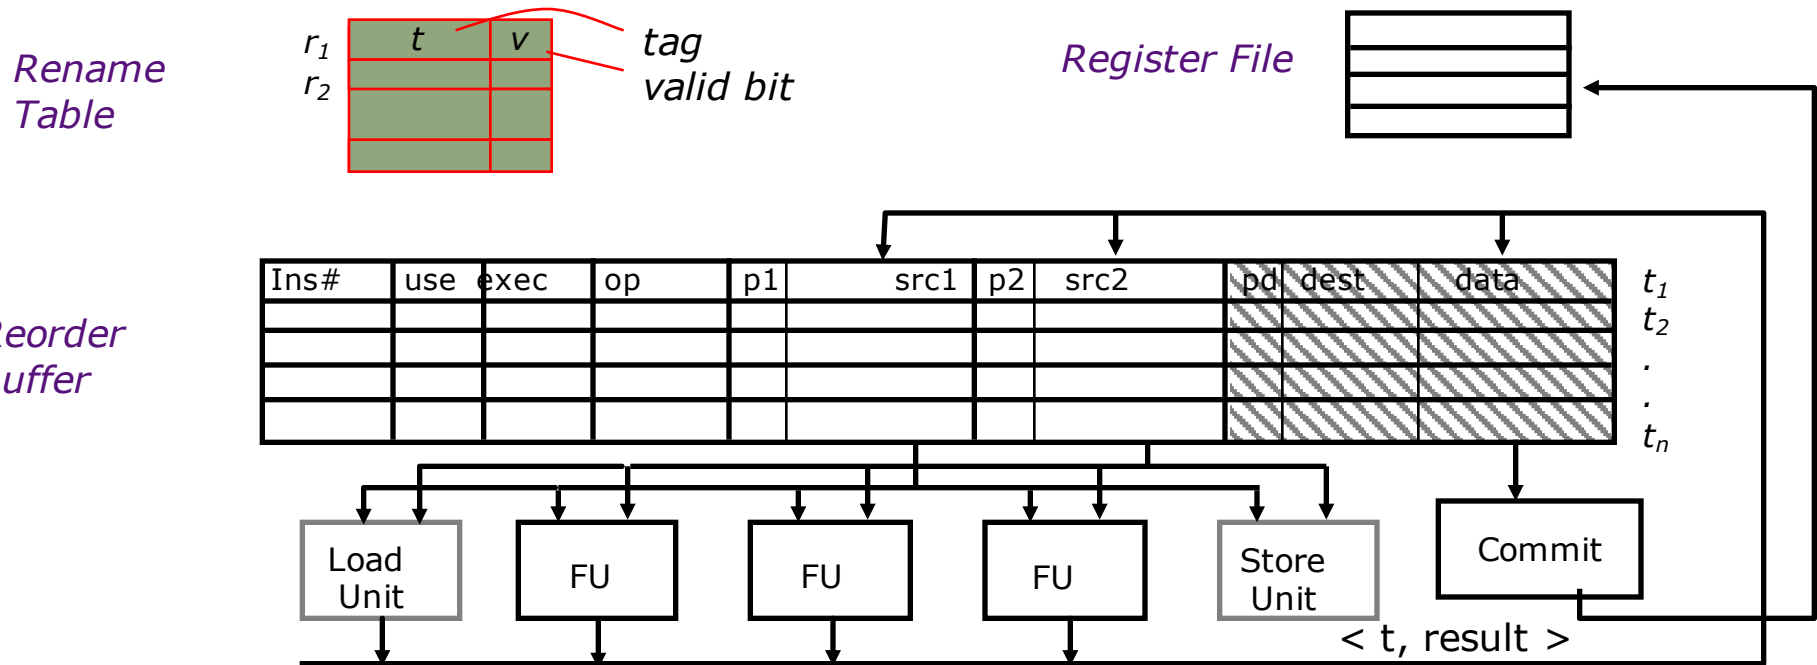 Rename
Table
r1
r2
t
v
tag
valid bit
Register File
Ins#
use
exec
op
p1
src1
p2
src2
pd
dest
data
t1
t2
.
.
.
tn
eorder
uffer
Load
Unit
FU
FU
FU
Store
Unit
Commit
< t, result >